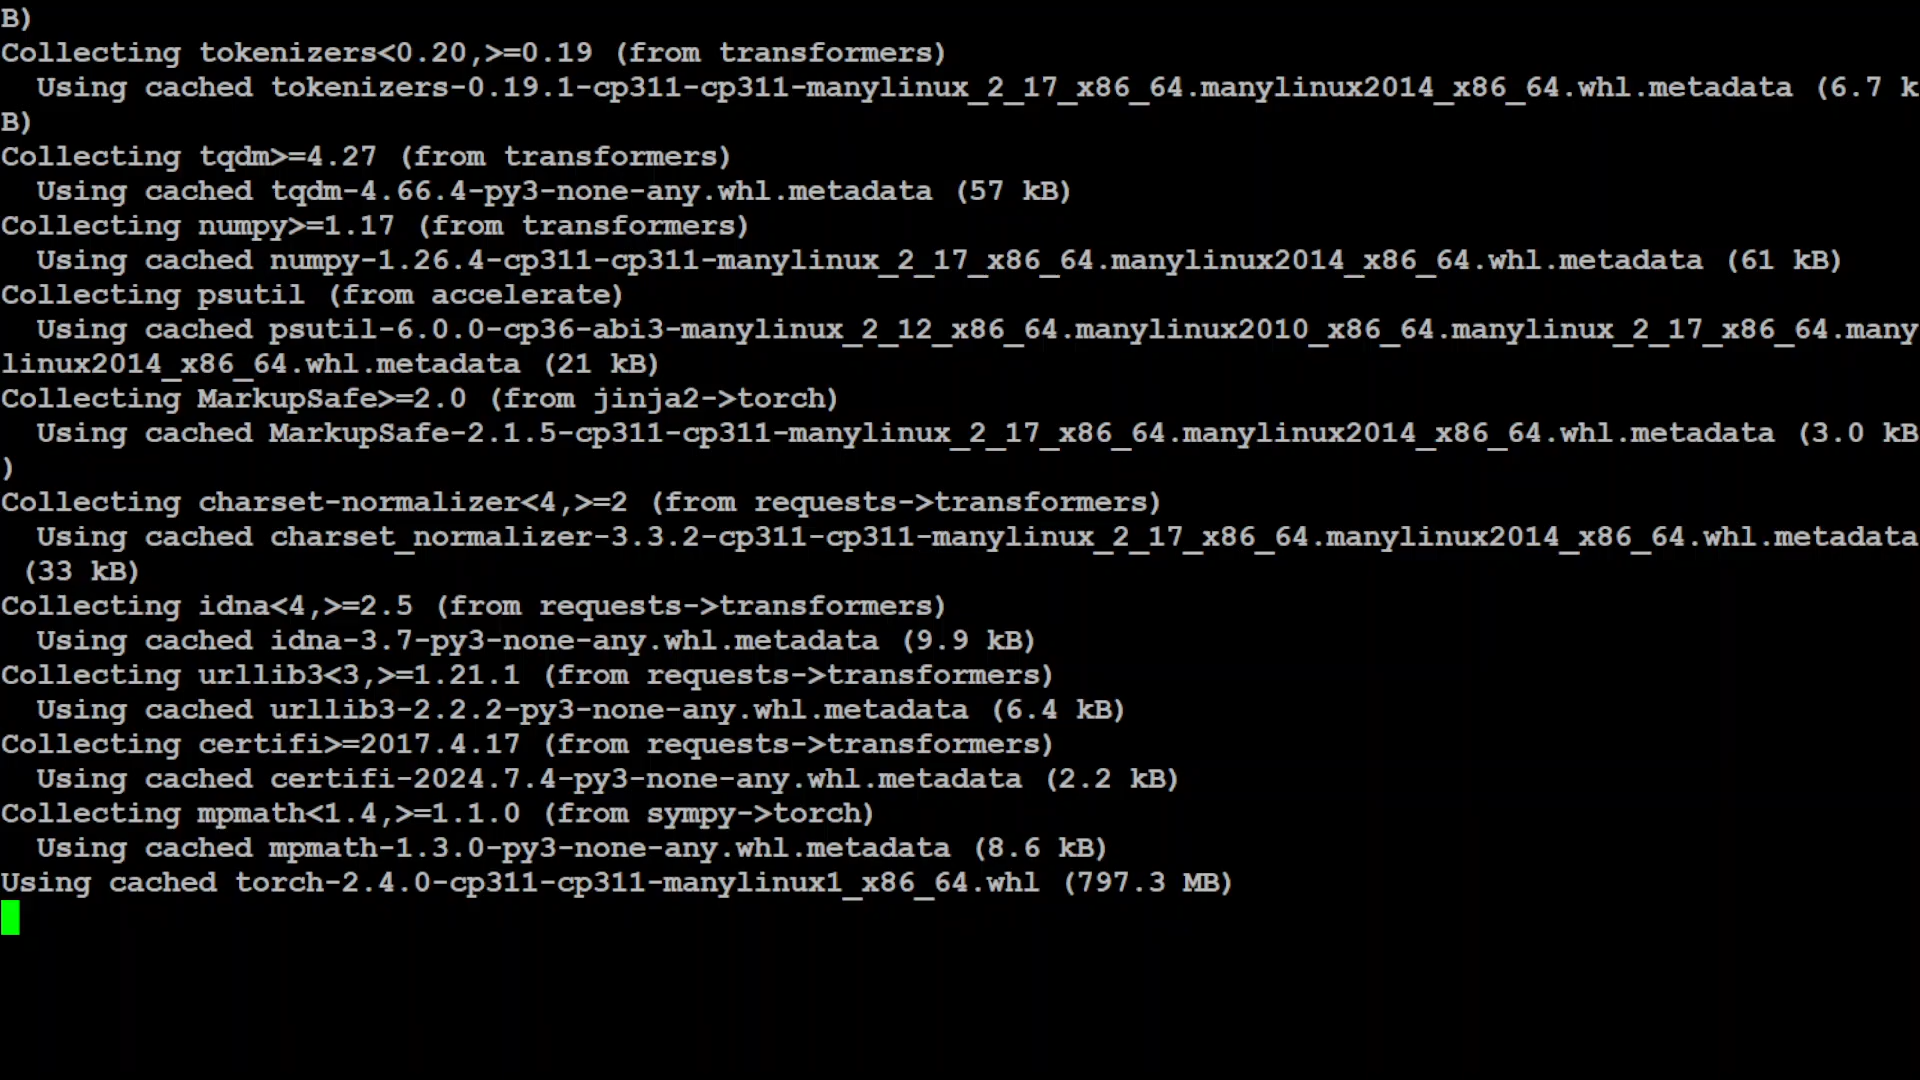 B)
Collecting tokenizers<0.20,>=0.19 (from transformers)
  Using cached tokenizers-0.19.1-cp311-cp311-manylinux_2_17_x86_64.manylinux2014_x86_64.whl.metadata (6.7 k
B)
Collecting tqdm>=4.27 (from transformers)
  Using cached tqdm-4.66.4-py3-none-any.whl.metadata (57 kB)
Collecting numpy>=1.17 (from transformers)
  Using cached numpy-1.26.4-cp311-cp311-manylinux_2_17_x86_64.manylinux2014_x86_64.whl.metadata (61 kB)
Collecting psutil (from accelerate)
  Using cached psutil-6.0.0-cp36-abi3-manylinux_2_12_x86_64.manylinux2010_x86_64.manylinux_2_17_x86_64.many
linux2014_x86_64.whl.metadata (21 kB)
Collecting MarkupSafe>=2.0 (from jinja2->torch)
  Using cached MarkupSafe-2.1.5-cp311-cp311-manylinux_2_17_x86_64.manylinux2014_x86_64.whl.metadata (3.0 kB
)
Collecting charset-normalizer<4,>=2 (from requests->transformers)
  Using cached charset_normalizer-3.3.2-cp311-cp311-manylinux_2_17_x86_64.manylinux2014_x86_64.whl.metadata
 (33 kB)
Collecting idna<4,>=2.5 (from requests->transformers)
  Using cached idna-3.7-py3-none-any.whl.metadata (9.9 kB)
Collecting urllib3<3,>=1.21.1 (from requests->transformers)
  Using cached urllib3-2.2.2-py3-none-any.whl.metadata (6.4 kB)
Collecting certifi>=2017.4.17 (from requests->transformers)
  Using cached certifi-2024.7.4-py3-none-any.whl.metadata (2.2 kB)
Collecting mpmath<1.4,>=1.1.0 (from sympy->torch)
  Using cached mpmath-1.3.0-py3-none-any.whl.metadata (8.6 kB)
Using cached torch-2.4.0-cp311-cp311-manylinux1_x86_64.whl (797.3 MB)